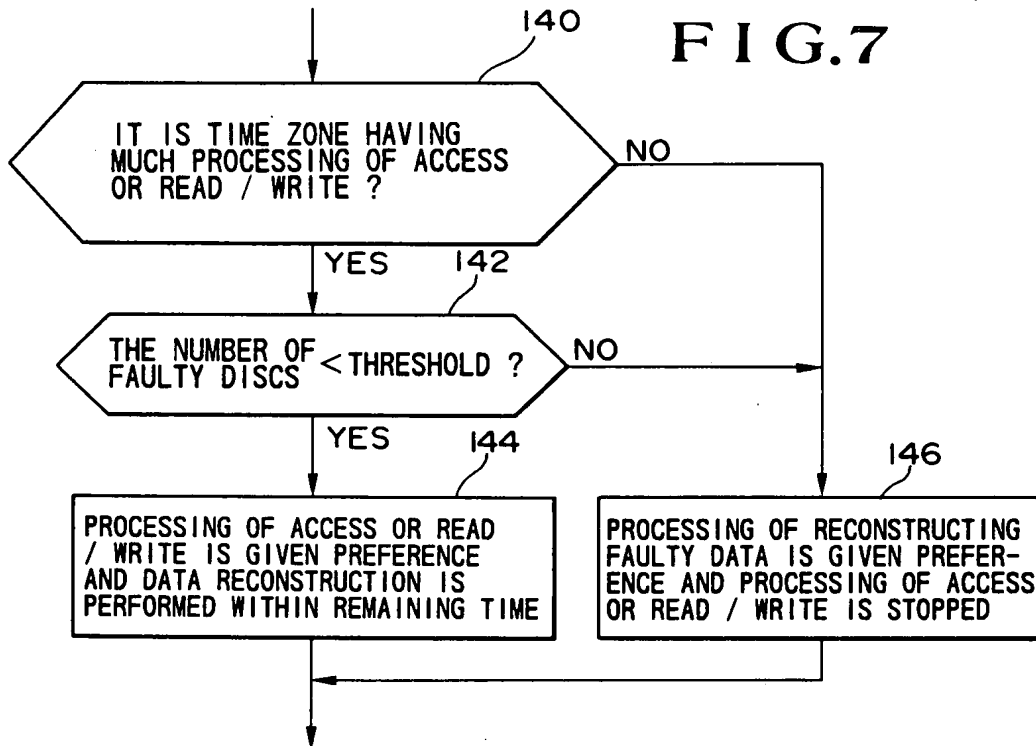 140
FIG.7
IT IS TIME ZONE HAVING
MUCH PROCESSING OF ACCESS
OR READ / WRITE ?
NO
YES
142
THE NUMBER OF
FAULTY DISCS < THRESHOLD ?
NO
YES
144
146
PROCESSING OF ACCESS OR READ
/ WRITE IS GIVEN PREFERENCE
AND DATA RECONSTRUCTION IS
PERFORMED WITHIN REMAINING TIME
PROCESSING OF RECONSTRUCTING
FAULTY DATA IS GIVEN PREFER-
ENCE AND PROCESSING OF ACCESS
OR READ / WRITE IS STOPPED